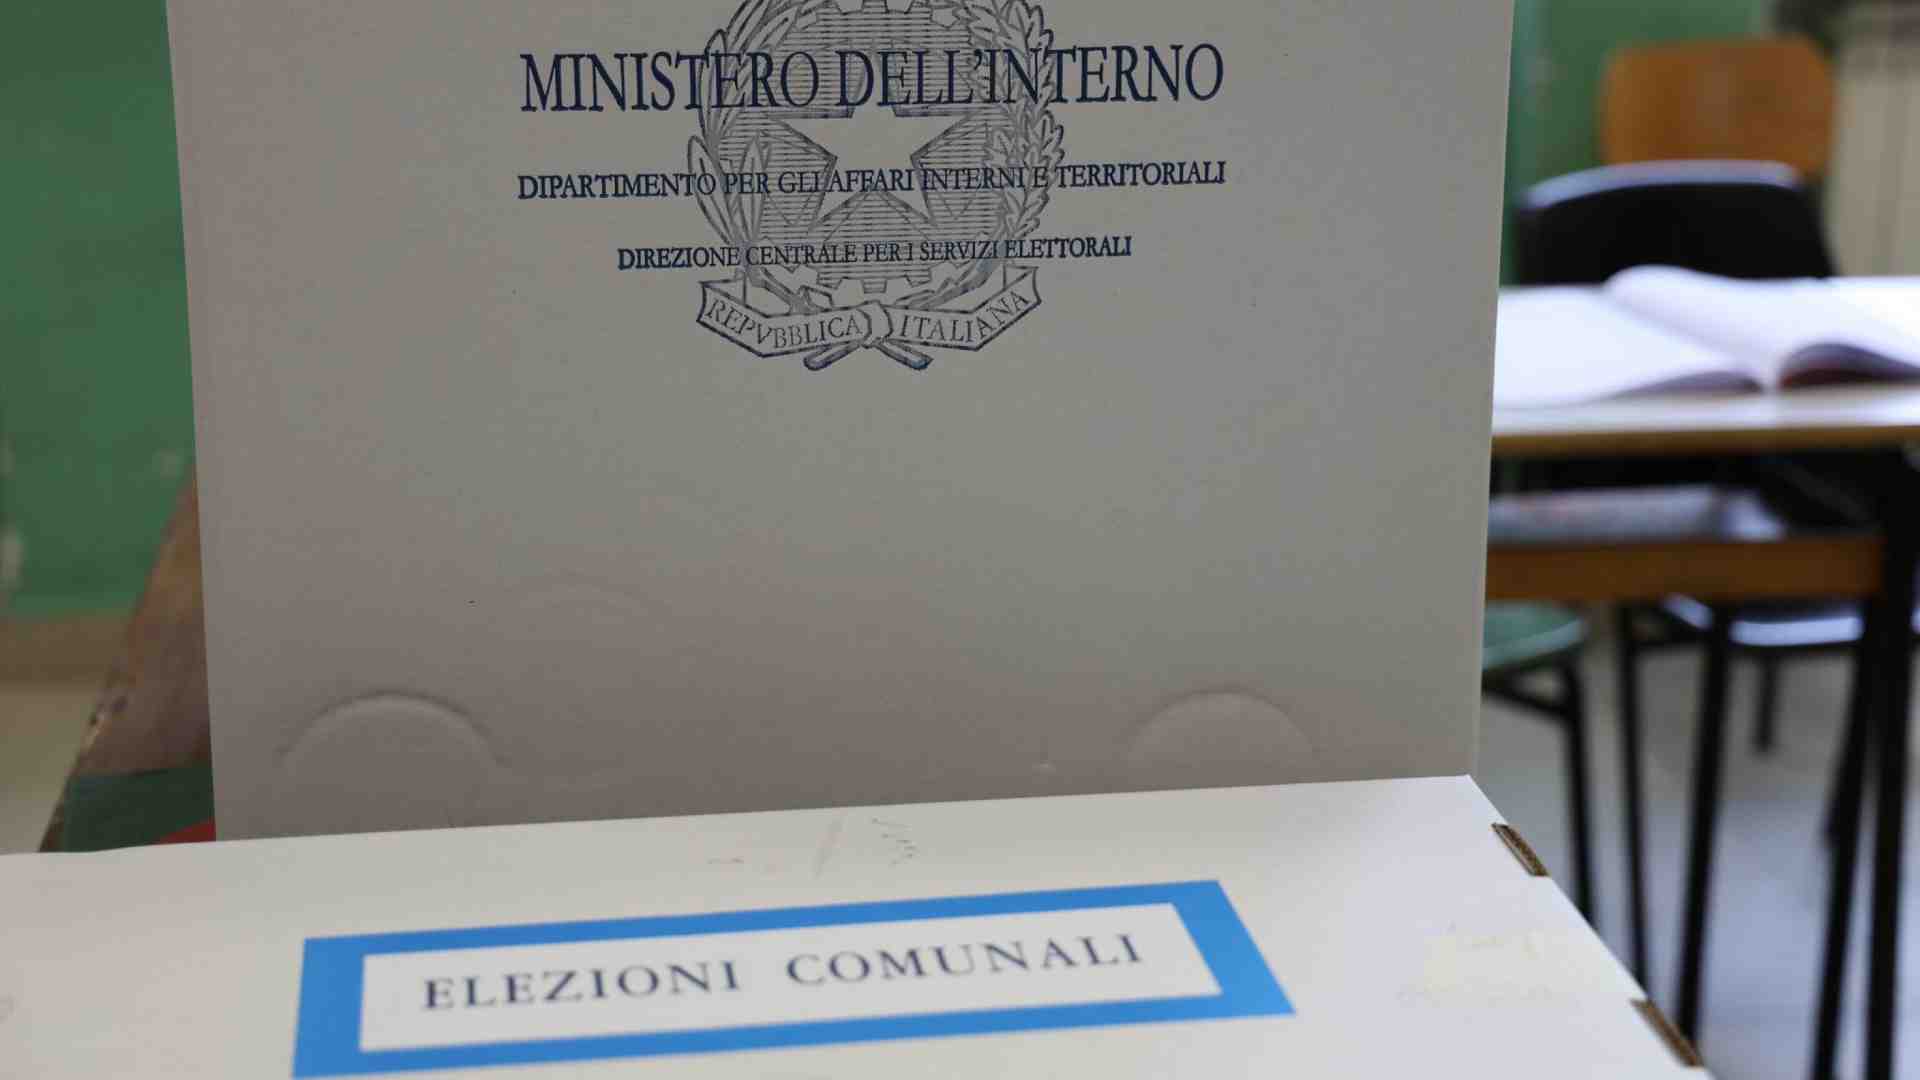 MINISTERO DELL'INTERNO
DIPARTIMENTO PER GLI AFFARI INTERNI E TERRITORIALI
DIREZIONE CENTRALE PER I SERVIZI ELETTORALI
REPVBBLICA ITALIANA
ELEZIONI COMUNALI